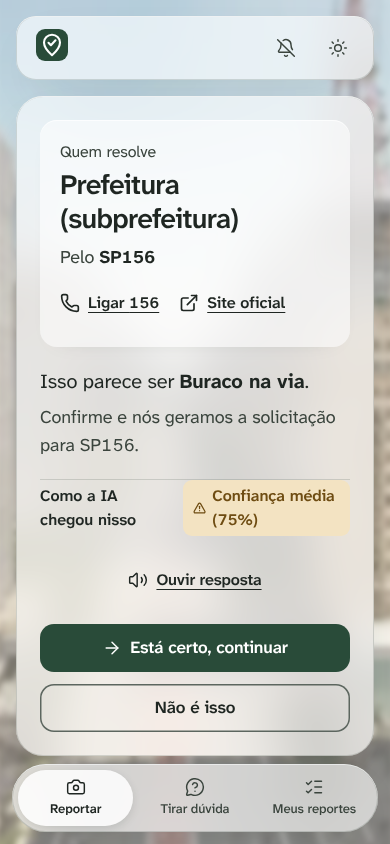 Quem resolve
Prefeitura
(subprefeitura)
Pelo SP156
Ligar 156
Site oficial
Isso parece ser Buraco na via.
Confirme e nós geramos a solicitação
para SP156.
Como a IA
chegou nisso
Confiança média
(75%)
Ouvir resposta
Está certo, continuar
Não é isso
Reportar
Tirar dúvida
Meus reportes